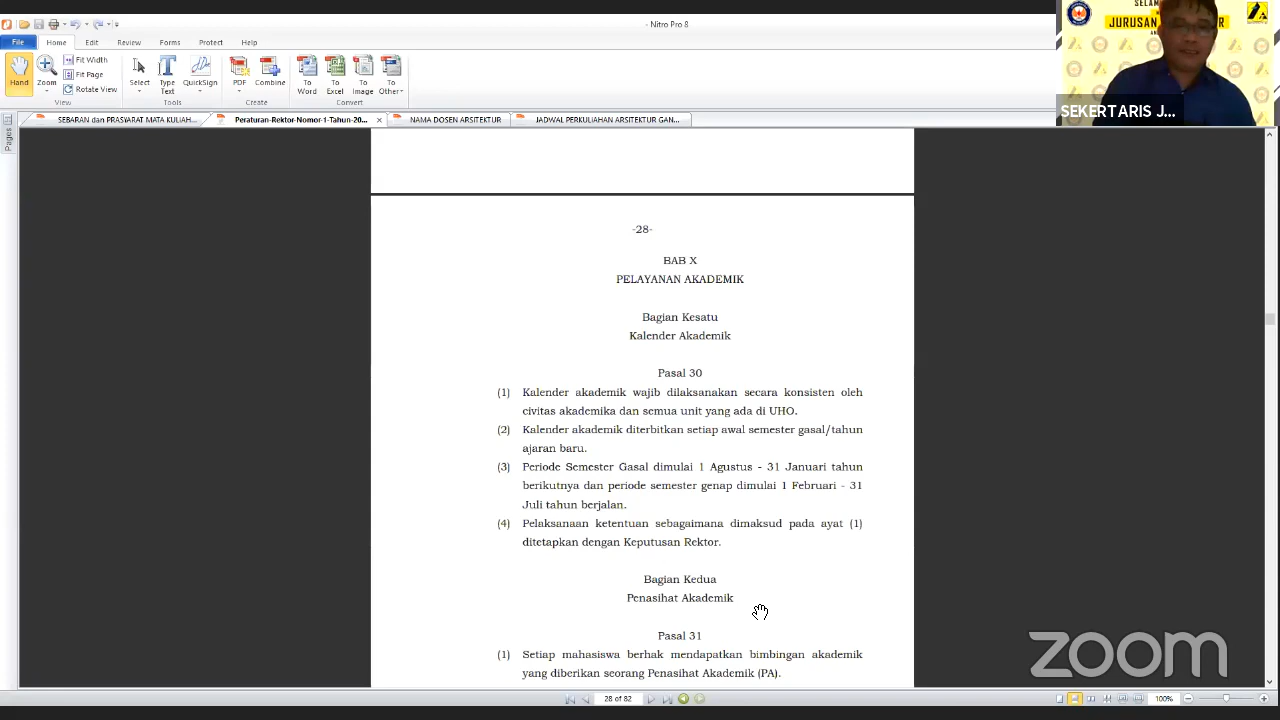 - Nitro Pro 8
File Home Edit Review Forms Protect Help
Hand Zoom Fit Width Fit Page Rotate View View
Select Type Text QuickSign Tools
PDF Combine Create
To Word To Excel To Image To Other Convert
SEBARAN dan PRASYARAT MATA KULIAH... Peraturan-Rektor-Nomor-1-Tahun-20... NAMA DOSEN ARSITEKTUR JADWAL PERKULIAHAN ARSITEKTUR GAN...
Pages
JURUSAN
SEKERTARIS J...
-28-
BAB X
PELAYANAN AKADEMIK
Bagian Kesatu
Kalender Akademik
Pasal 30
(1) Kalender akademik wajib dilaksanakan secara konsisten oleh
civitas akademika dan semua unit yang ada di UHO.
(2) Kalender akademik diterbitkan setiap awal semester gasal/tahun
ajaran baru.
(3) Periode Semester Gasal dimulai 1 Agustus - 31 Januari tahun
berikutnya dan periode semester genap dimulai 1 Februari - 31
Juli tahun berjalan.
(4) Pelaksanaan ketentuan sebagaimana dimaksud pada ayat (1)
ditetapkan dengan Keputusan Rektor.
Bagian Kedua
Penasihat Akademik
Pasal 31
(1) Setiap mahasiswa berhak mendapatkan bimbingan akademik
yang diberikan seorang Penasihat Akademik (PA).
zoom
28 of 82
100%